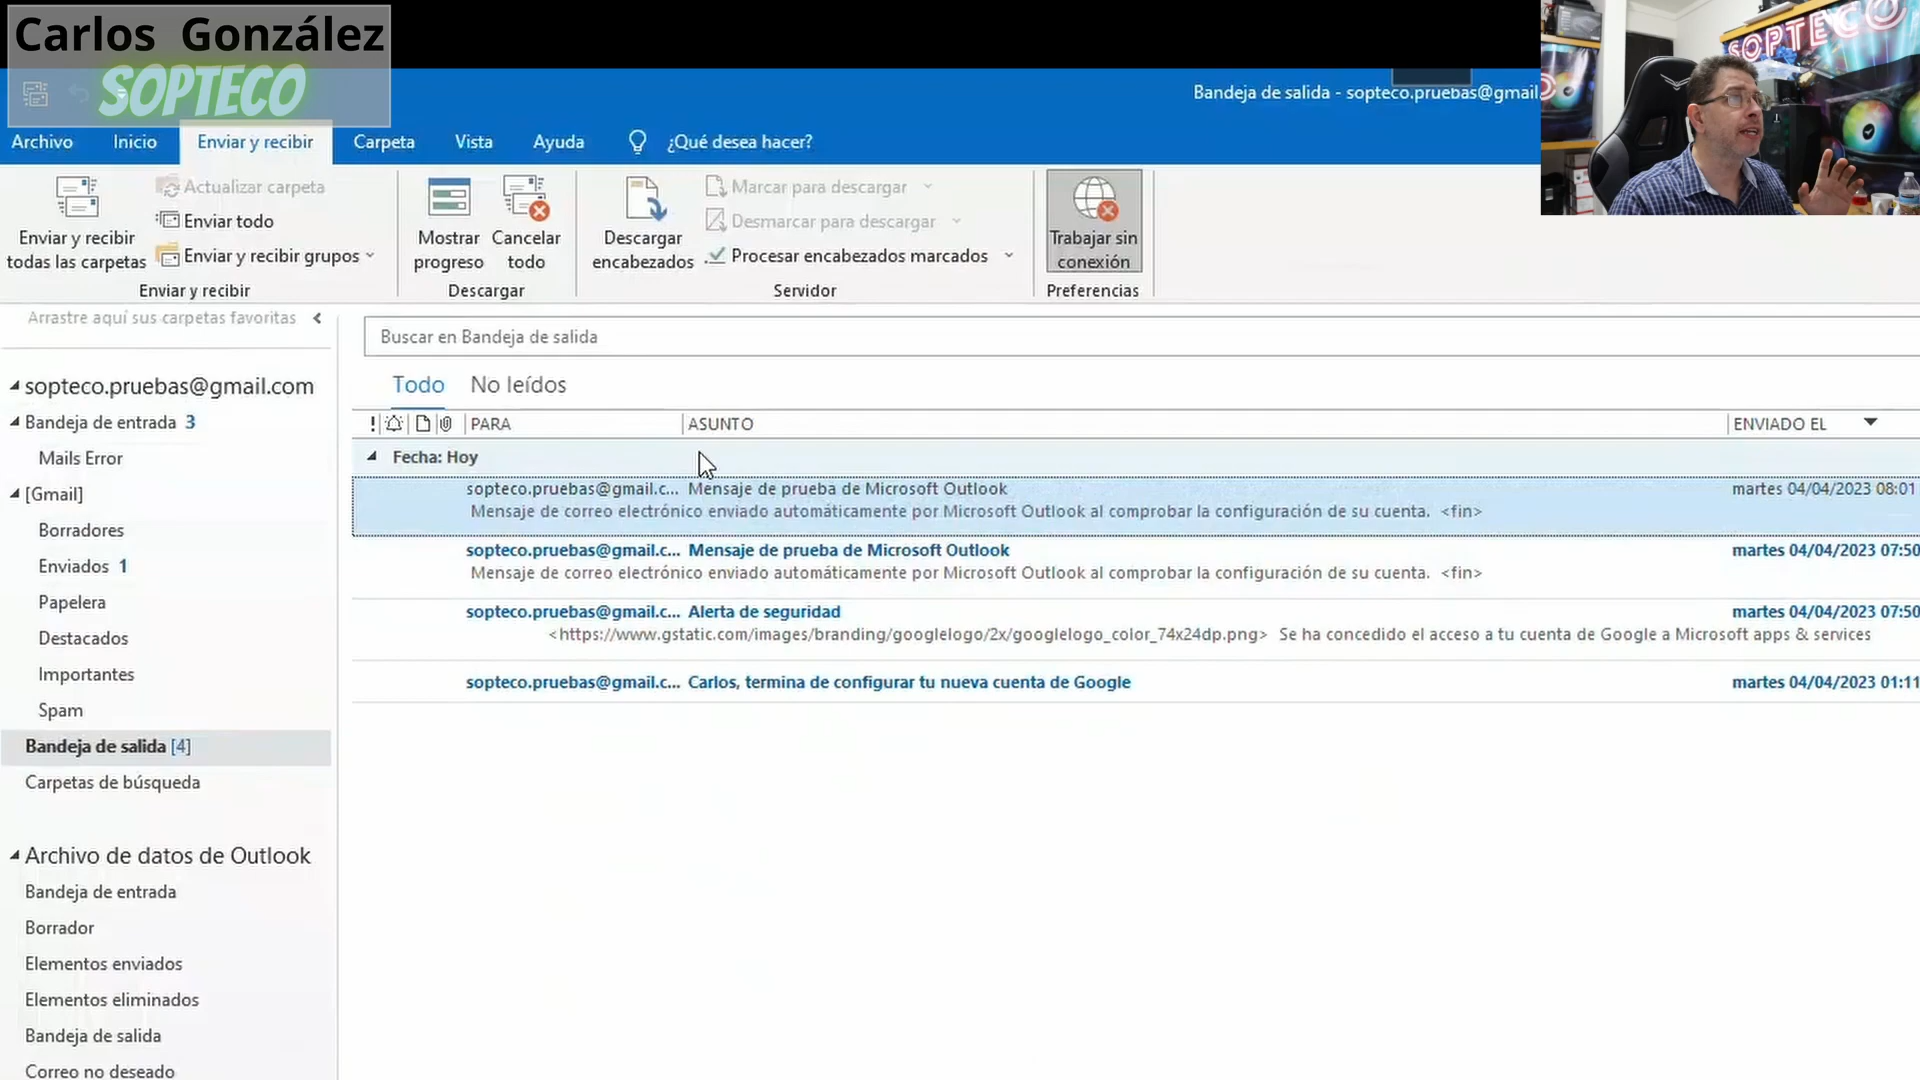 Carlos González
SOPTECO
Bandeja de salida - sopteco.pruebas@gmail
SOPTECO
Archivo
Inicio
Enviar y recibir
Carpeta
Vista
Ayuda
¿Qué desea hacer?
Enviar y recibir
todas las carpetas
Actualizar carpeta
Enviar todo
Enviar y recibir grupos
Enviar y recibir
Mostrar
progreso
Cancelar
todo
Descargar
Descargar
encabezados
Marcar para descargar
Desmarcar para descargar
Procesar encabezados marcados
Servidor
Trabajar sin
conexión
Preferencias
Arrastre aquí sus carpetas favoritas
sopteco.pruebas@gmail.com
Bandeja de entrada 3
Mails Error
[Gmail]
Borradores
Enviados 1
Papelera
Destacados
Importantes
Spam
Bandeja de salida [4]
Carpetas de búsqueda
Archivo de datos de Outlook
Bandeja de entrada
Borrador
Elementos enviados
Elementos eliminados
Bandeja de salida
Correo no deseado
Buscar en Bandeja de salida
Todo No leídos
PARA ASUNTO ENVIADO EL
Fecha: Hoy
sopteco.pruebas@gmail.c... Mensaje de prueba de Microsoft Outlook martes 04/04/2023 08:01
Mensaje de correo electrónico enviado automáticamente por Microsoft Outlook al comprobar la configuración de su cuenta. <fin>
sopteco.pruebas@gmail.c... Mensaje de prueba de Microsoft Outlook martes 04/04/2023 07:50
Mensaje de correo electrónico enviado automáticamente por Microsoft Outlook al comprobar la configuración de su cuenta. <fin>
sopteco.pruebas@gmail.c... Alerta de seguridad martes 04/04/2023 07:50
<https://www.gstatic.com/images/branding/googlelogo/2x/googlelogo_color_74x24dp.png> Se ha concedido el acceso a tu cuenta de Google a Microsoft apps & services
sopteco.pruebas@gmail.c... Carlos, termina de configurar tu nueva cuenta de Google martes 04/04/2023 01:11